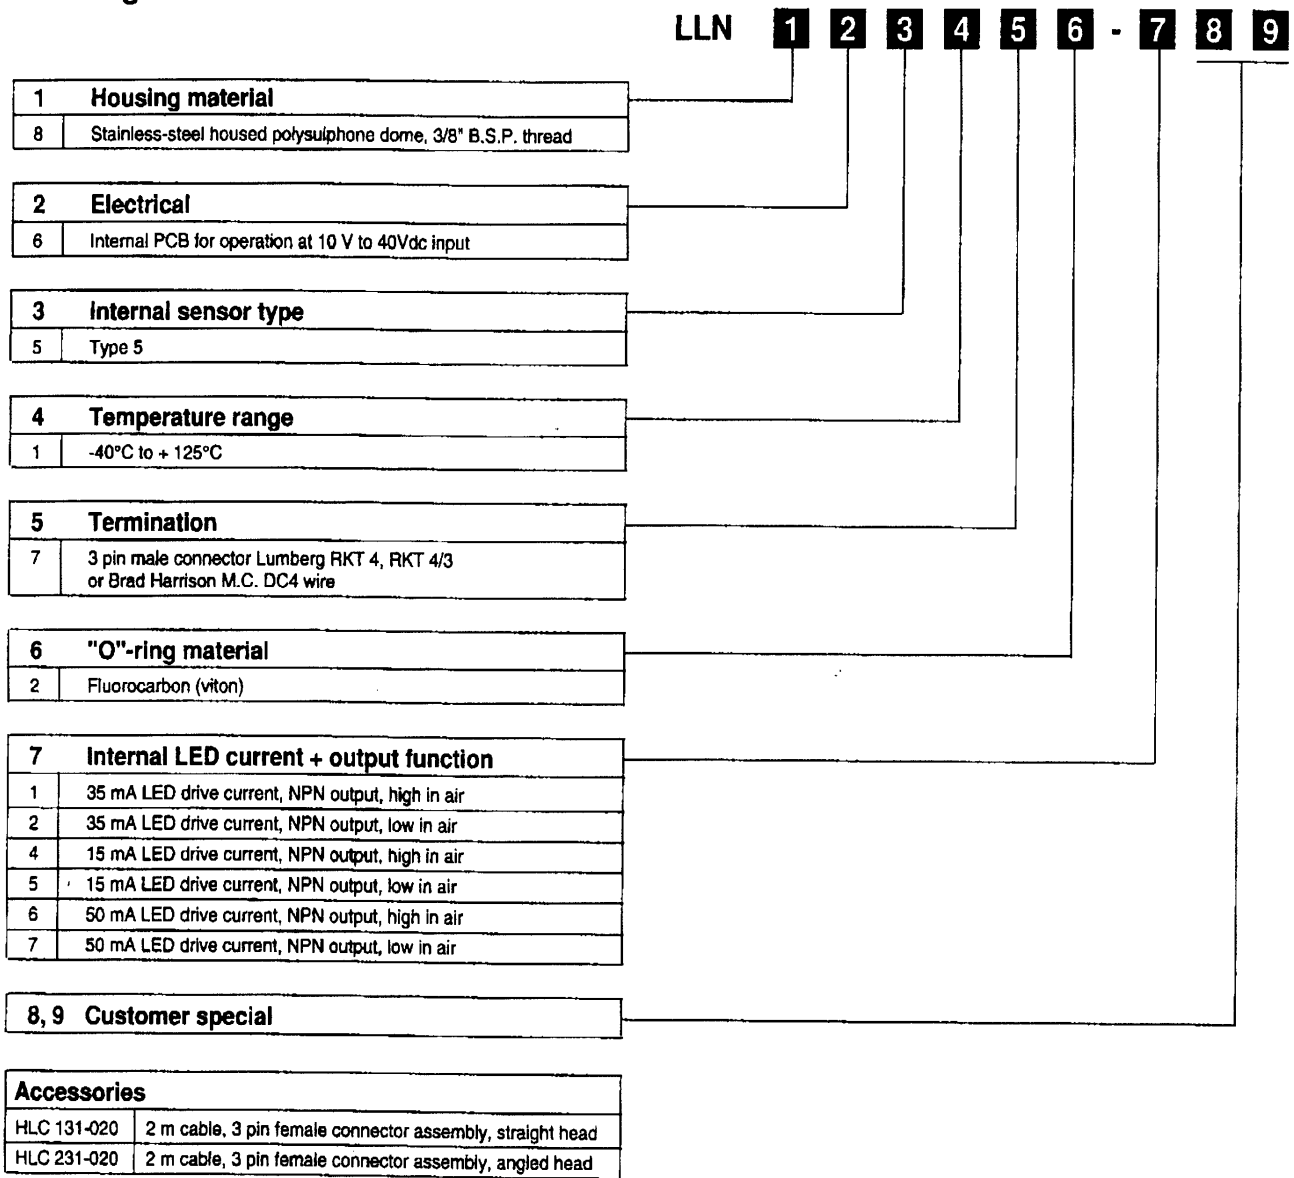 LLN 1 2 3 4 5 6 - 7 8 9
1 Housing material
8 Stainless-steel housed polysulphone dome, 3/8" B.S.P. thread
2 Electrical
6 Internal PCB for operation at 10 V to 40Vdc input
3 Internal sensor type
5 Type 5
4 Temperature range
1 -40°C to + 125°C
5 Termination
7 3 pin male connector Lumberg RKT 4, RKT 4/3
or Brad Harrison M.C. DC4 wire
6 "O"-ring material
2 Fluorocarbon (viton)
7 Internal LED current + output function
1 35 mA LED drive current, NPN output, high in air
2 35 mA LED drive current, NPN output, low in air
4 15 mA LED drive current, NPN output, high in air
5 15 mA LED drive current, NPN output, low in air
6 50 mA LED drive current, NPN output, high in air
7 50 mA LED drive current, NPN output, low in air
8, 9 Customer special
Accessories
HLC 131-020 2 m cable, 3 pin female connector assembly, straight head
HLC 231-020 2 m cable, 3 pin female connector assembly, angled head